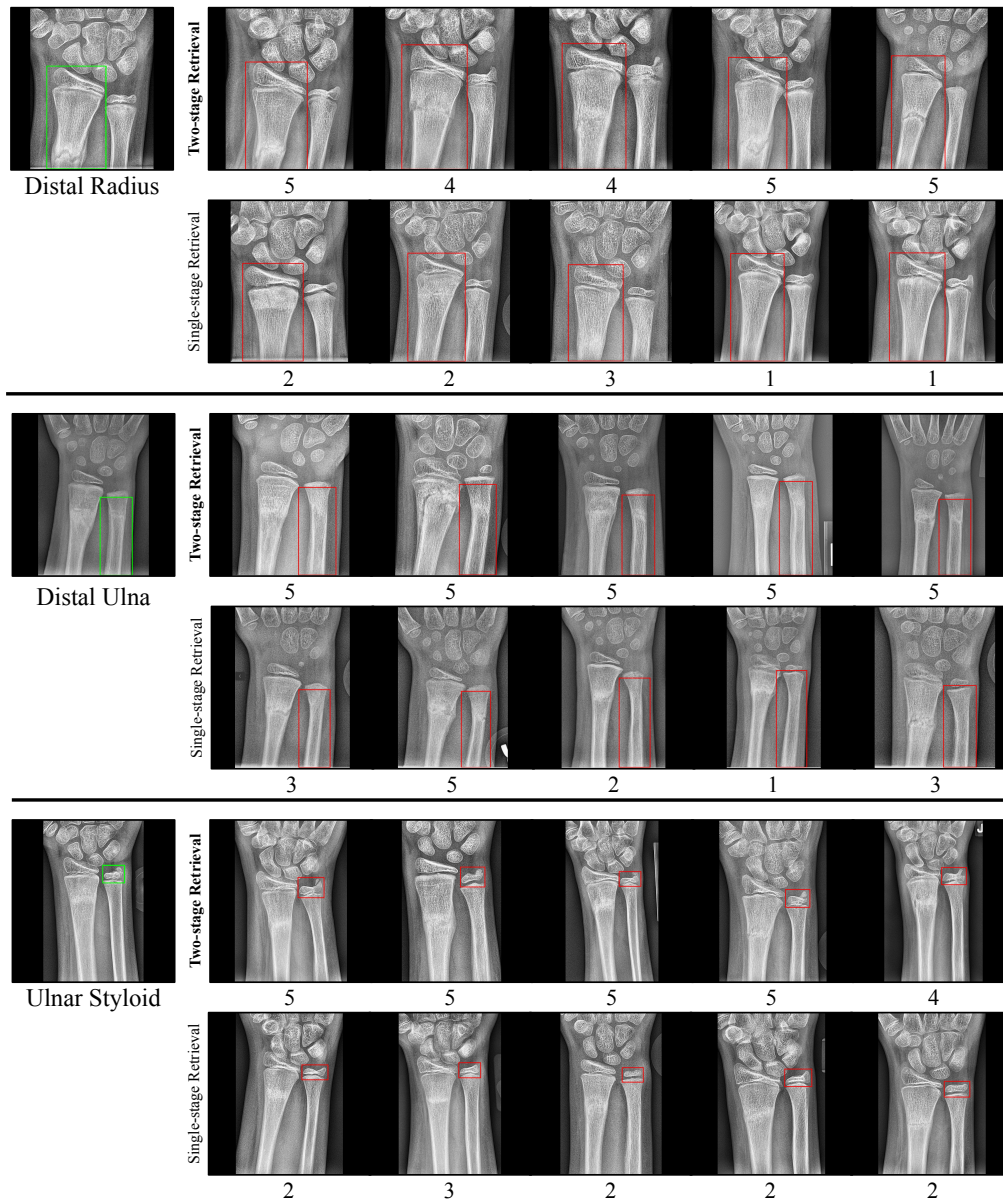 Two-stage Retrieval
Distal Radius
5 4 4 5 5
Single-stage Retrieval
2 2 3 1 1
Two-stage Retrieval
Distal Ulna
5 5 5 5 5
Single-stage Retrieval
3 5 2 1 3
Two-stage Retrieval
Ulnar Styloid
5 5 5 5 4
Single-stage Retrieval
2 3 2 2 2